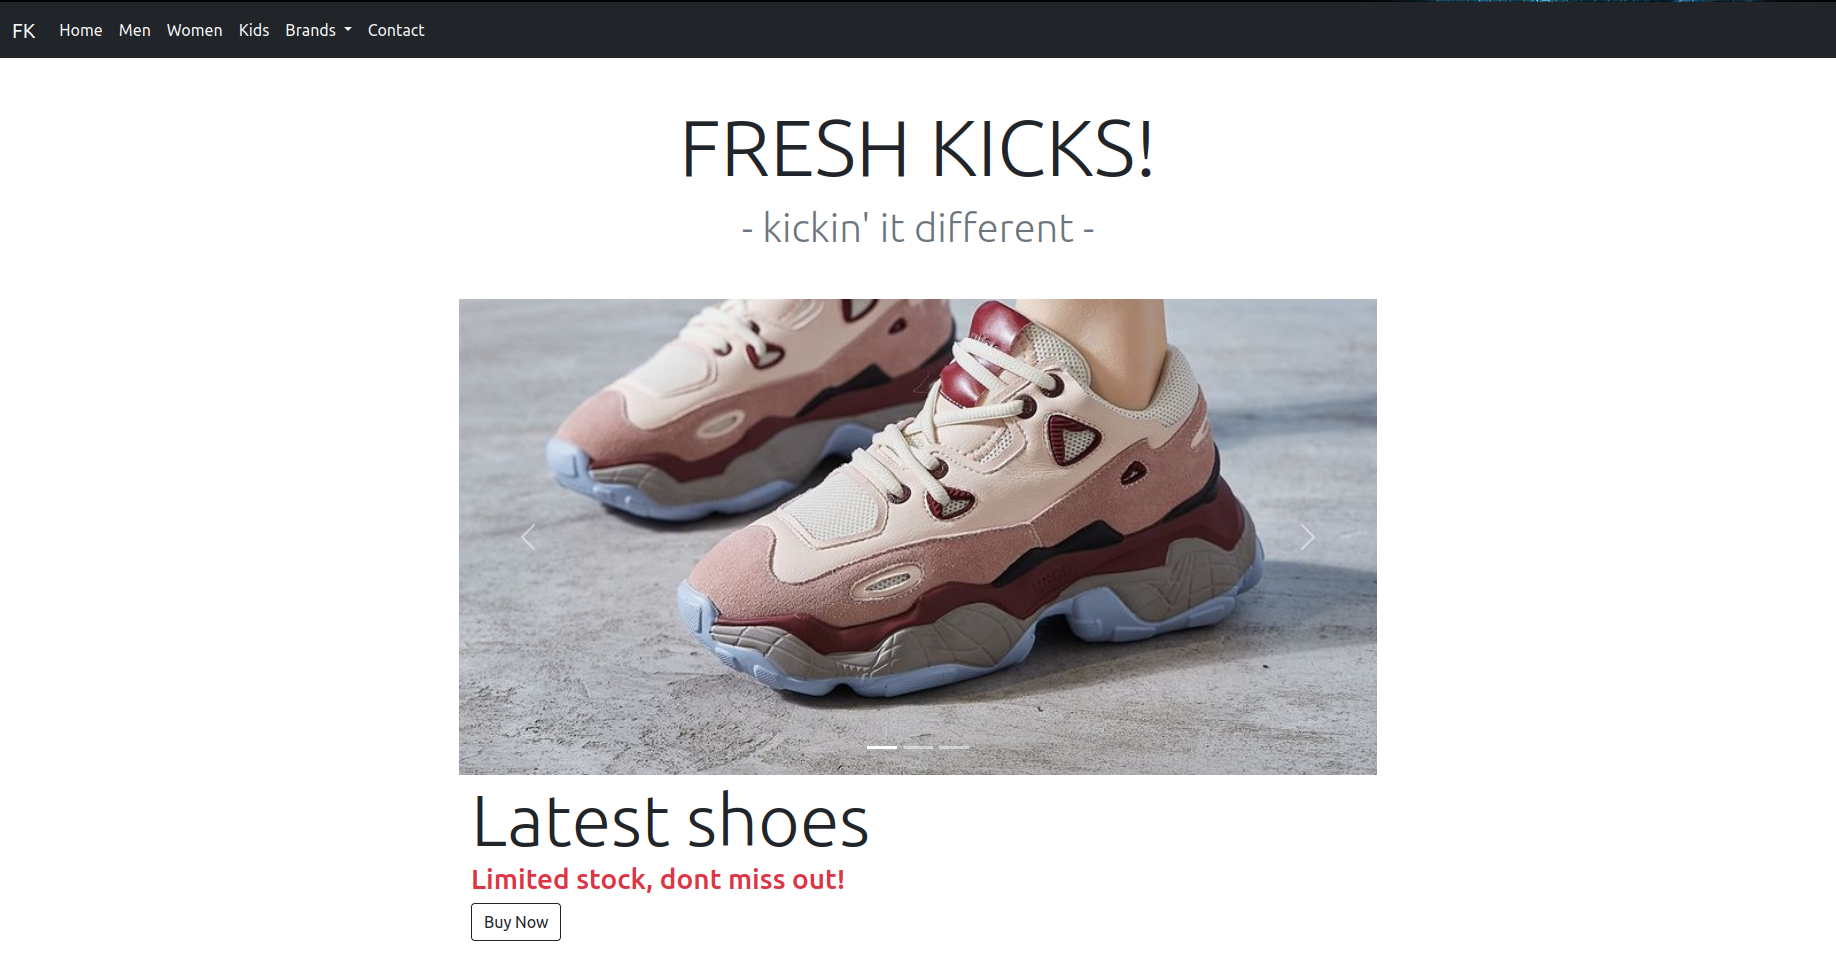 FK Home Men Women Kids Brands Contact
FRESH KICKS!
- kickin' it different -
Latest shoes
Limited stock, dont miss out!
Buy Now